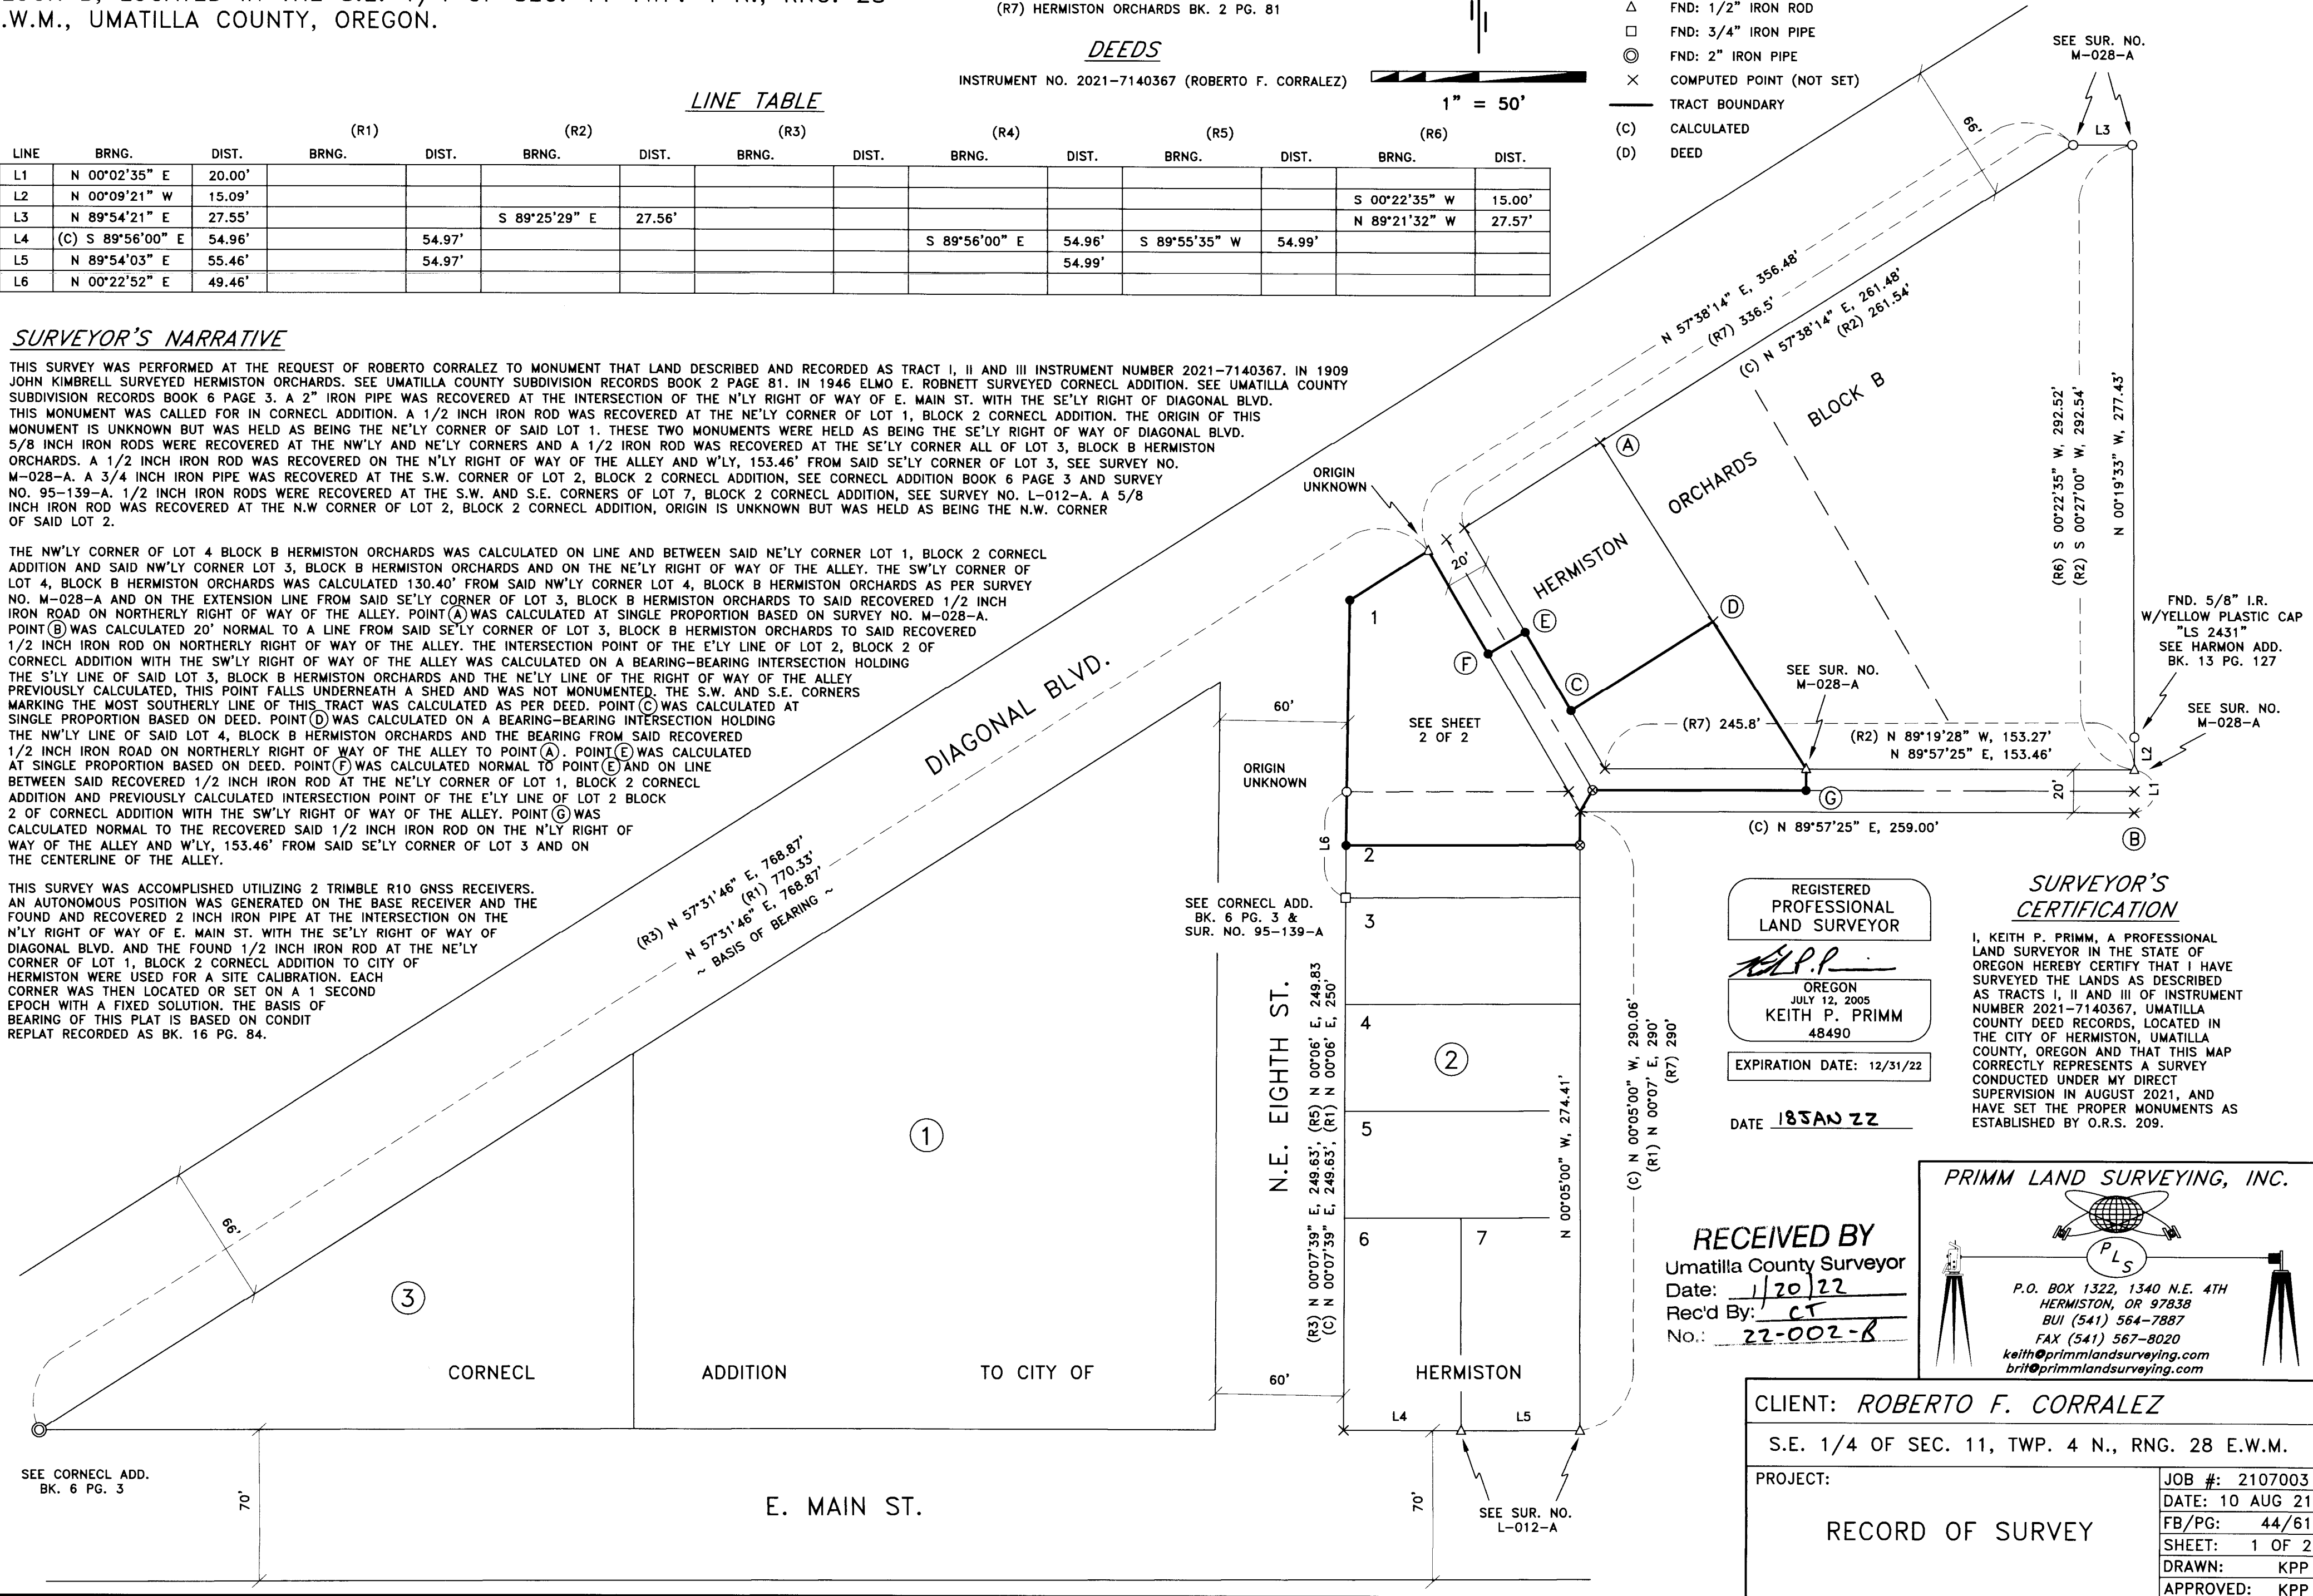 .W.M., UMATILLA COUNTY, OREGON.
(R7) HERMISTON ORCHARDS BK. 2 PG. 81
DEEDS
INSTRUMENT NO. 2021-7140367 (ROBERTO F. CORRALEZ)
1" = 50'
△ FND: 1/2" IRON ROD
□ FND: 3/4" IRON PIPE
◎ FND: 2" IRON PIPE
× COMPUTED POINT (NOT SET)
TRACT BOUNDARY
(C) CALCULATED
(D) DEED
LINE TABLE
(R1) (R2) (R3) (R4) (R5) (R6)
LINE BRNG. DIST. BRNG. DIST. BRNG. DIST. BRNG. DIST. BRNG. DIST. BRNG. DIST. BRNG. DIST.
L1 N 00°02'35" E 20.00'
L2 N 00°09'21" W 15.09' S 00°22'35" W 15.00'
L3 N 89°54'21" E 27.55' S 89°25'29" E 27.56' N 89°21'32" W 27.57'
L4 (C) S 89°56'00" E 54.96' 54.97' S 89°56'00" E 54.96' S 89°55'35" W 54.99'
L5 N 89°54'03" E 55.46' 54.97' 54.99'
L6 N 00°22'52" E 49.46'
SURVEYOR'S NARRATIVE
THIS SURVEY WAS PERFORMED AT THE REQUEST OF ROBERTO CORRALEZ TO MONUMENT THAT LAND DESCRIBED AND RECORDED AS TRACT I, II AND III INSTRUMENT NUMBER 2021-7140367. IN 1909
JOHN KIMBRELL SURVEYED HERMISTON ORCHARDS. SEE UMATILLA COUNTY SUBDIVISION RECORDS BOOK 2 PAGE 81. IN 1946 ELMO E. ROBNETT SURVEYED CORNECL ADDITION. SEE UMATILLA COUNTY
SUBDIVISION RECORDS BOOK 6 PAGE 3. A 2" IRON PIPE WAS RECOVERED AT THE INTERSECTION OF THE N'LY RIGHT OF WAY OF E. MAIN ST. WITH THE SE'LY RIGHT OF DIAGONAL BLVD.
THIS MONUMENT WAS CALLED FOR IN CORNECL ADDITION. A 1/2 INCH IRON ROD WAS RECOVERED AT THE NE'LY CORNER OF LOT 1, BLOCK 2 CORNECL ADDITION. THE ORIGIN OF THIS
MONUMENT IS UNKNOWN BUT WAS HELD AS BEING THE NE'LY CORNER OF SAID LOT 1. THESE TWO MONUMENTS WERE HELD AS BEING THE SE'LY RIGHT OF WAY OF DIAGONAL BLVD.
5/8 INCH IRON RODS WERE RECOVERED AT THE NW'LY AND NE'LY CORNERS AND A 1/2 IRON ROD WAS RECOVERED AT THE SE'LY CORNER ALL OF LOT 3, BLOCK B HERMISTON
ORCHARDS. A 1/2 INCH IRON ROD WAS RECOVERED ON THE N'LY RIGHT OF WAY OF THE ALLEY AND W'LY, 153.46' FROM SAID SE'LY CORNER OF LOT 3, SEE SURVEY NO.
M-028-A. A 3/4 INCH IRON PIPE WAS RECOVERED AT THE S.W. CORNER OF LOT 2, BLOCK 2 CORNECL ADDITION, SEE CORNECL ADDITION BOOK 6 PAGE 3 AND SURVEY
NO. 95-139-A. 1/2 INCH IRON RODS WERE RECOVERED AT THE S.W. AND S.E. CORNERS OF LOT 7, BLOCK 2 CORNECL ADDITION, SEE SURVEY NO. L-012-A. A 5/8
INCH IRON ROD WAS RECOVERED AT THE N.W CORNER OF LOT 2, BLOCK 2 CORNECL ADDITION, ORIGIN IS UNKNOWN BUT WAS HELD AS BEING THE N.W. CORNER
OF SAID LOT 2.
THE NW'LY CORNER OF LOT 4 BLOCK B HERMISTON ORCHARDS WAS CALCULATED ON LINE AND BETWEEN SAID NE'LY CORNER LOT 1, BLOCK 2 CORNECL
ADDITION AND SAID NW'LY CORNER LOT 3, BLOCK B HERMISTON ORCHARDS AND ON THE NE'LY RIGHT OF WAY OF THE ALLEY. THE SW'LY CORNER OF
LOT 4, BLOCK B HERMISTON ORCHARDS WAS CALCULATED 130.40' FROM SAID NW'LY CORNER LOT 4, BLOCK B HERMISTON ORCHARDS AS PER SURVEY
NO. M-028-A AND ON THE EXTENSION LINE FROM SAID SE'LY CORNER OF LOT 3, BLOCK B HERMISTON ORCHARDS TO SAID RECOVERED 1/2 INCH
IRON ROAD ON NORTHERLY RIGHT OF WAY OF THE ALLEY. POINT Ⓐ WAS CALCULATED AT SINGLE PROPORTION BASED ON SURVEY NO. M-028-A.
POINT Ⓑ WAS CALCULATED 20' NORMAL TO A LINE FROM SAID SE'LY CORNER OF LOT 3, BLOCK B HERMISTON ORCHARDS TO SAID RECOVERED
1/2 INCH IRON ROD ON NORTHERLY RIGHT OF WAY OF THE ALLEY. THE INTERSECTION POINT OF THE E'LY LINE OF LOT 2, BLOCK 2 OF
CORNECL ADDITION WITH THE SW'LY RIGHT OF WAY OF THE ALLEY WAS CALCULATED ON A BEARING-BEARING INTERSECTION HOLDING
THE S'LY LINE OF SAID LOT 3, BLOCK B HERMISTON ORCHARDS AND THE NE'LY LINE OF THE RIGHT OF WAY OF THE ALLEY
PREVIOUSLY CALCULATED, THIS POINT FALLS UNDERNEATH A SHED AND WAS NOT MONUMENTED. THE S.W. AND S.E. CORNERS
MARKING THE MOST SOUTHERLY LINE OF THIS TRACT WAS CALCULATED AS PER DEED. POINT Ⓒ WAS CALCULATED AT
SINGLE PROPORTION BASED ON DEED. POINT Ⓓ WAS CALCULATED ON A BEARING-BEARING INTERSECTION HOLDING
THE NW'LY LINE OF SAID LOT 4, BLOCK B HERMISTON ORCHARDS AND THE BEARING FROM SAID RECOVERED
1/2 INCH IRON ROAD ON NORTHERLY RIGHT OF WAY OF THE ALLEY TO POINT Ⓐ. POINT Ⓔ WAS CALCULATED
AT SINGLE PROPORTION BASED ON DEED. POINT Ⓕ WAS CALCULATED NORMAL TO POINT Ⓔ AND ON LINE
BETWEEN SAID RECOVERED 1/2 INCH IRON ROD AT THE NE'LY CORNER OF LOT 1, BLOCK 2 CORNECL
ADDITION AND PREVIOUSLY CALCULATED INTERSECTION POINT OF THE E'LY LINE OF LOT 2 BLOCK
2 OF CORNECL ADDITION WITH THE SW'LY RIGHT OF WAY OF THE ALLEY. POINT Ⓖ WAS
CALCULATED NORMAL TO THE RECOVERED SAID 1/2 INCH IRON ROD ON THE N'LY RIGHT OF
WAY OF THE ALLEY AND W'LY, 153.46' FROM SAID SE'LY CORNER OF LOT 3 AND ON
THE CENTERLINE OF THE ALLEY.
THIS SURVEY WAS ACCOMPLISHED UTILIZING 2 TRIMBLE R10 GNSS RECEIVERS.
AN AUTONOMOUS POSITION WAS GENERATED ON THE BASE RECEIVER AND THE
FOUND AND RECOVERED 2 INCH IRON PIPE AT THE INTERSECTION ON THE
N'LY RIGHT OF WAY OF E. MAIN ST. WITH THE SE'LY RIGHT OF WAY OF
DIAGONAL BLVD. AND THE FOUND 1/2 INCH IRON ROD AT THE NE'LY
CORNER OF LOT 1, BLOCK 2 CORNECL ADDITION TO CITY OF
HERMISTON WERE USED FOR A SITE CALIBRATION. EACH
CORNER WAS THEN LOCATED OR SET ON A 1 SECOND
EPOCH WITH A FIXED SOLUTION. THE BASIS OF
BEARING OF THIS PLAT IS BASED ON CONDIT
REPLAT RECORDED AS BK. 16 PG. 84.
SEE SUR. NO.
M-028-A
L3
66'
N 57°38'14" E, 356.48'
(R7) 336.5'
(C) N 57°38'14" E, 261.48'
(R2) 261.54'
BLOCK B
ORCHARDS
HERMISTON
(R6) S 00°22'35" W, 292.52'
(R2) S 00°27'00" W, 292.54'
N 00°19'33" W, 277.43'
ORIGIN
UNKNOWN
20'
A
D
E
F
C
1
FND. 5/8" I.R.
W/YELLOW PLASTIC CAP
"LS 2431"
SEE HARMON ADD.
BK. 13 PG. 127
SEE SUR. NO.
M-028-A
SEE SUR. NO.
M-028-A
(R7) 245.8'
(R2) N 89°19'28" W, 153.27'
N 89°57'25" E, 153.46'
L2
L1
20'
G
B
(C) N 89°57'25" E, 259.00'
DIAGONAL BLVD.
60'
SEE SHEET
2 OF 2
ORIGIN
UNKNOWN
L6
2
SEE CORNECL ADD.
BK. 6 PG. 3 &
SUR. NO. 95-139-A
3
4
2
5
6
7
(R3) N 57°31'46" E, 768.87'
(R1) 770.33'
N 57°31'46" E, 768.87'
~ BASIS OF BEARING ~
N.E. EIGHTH ST.
(R3) N 00°07'39" E, 249.63', (R5) N 00°06' E, 249.83
(C) N 00°07'39" E, 249.63', (R1) N 00°06' E, 250'
N 00°05'00" W, 274.41'
(C) N 00°05'00" W, 290.06'
(R1) N 00°07' E, 290'
(R7) 290'
1
66'
3
CORNECL ADDITION TO CITY OF HERMISTON
60'
L4
L5
SEE CORNECL ADD.
BK. 6 PG. 3
70'
E. MAIN ST.
70'
SEE SUR. NO.
L-012-A
REGISTERED
PROFESSIONAL
LAND SURVEYOR
OREGON
JULY 12, 2005
KEITH P. PRIMM
48490
EXPIRATION DATE: 12/31/22
DATE 18JAN 22
SURVEYOR'S
CERTIFICATION
I, KEITH P. PRIMM, A PROFESSIONAL
LAND SURVEYOR IN THE STATE OF
OREGON HEREBY CERTIFY THAT I HAVE
SURVEYED THE LANDS AS DESCRIBED
AS TRACTS I, II AND III OF INSTRUMENT
NUMBER 2021-7140367, UMATILLA
COUNTY DEED RECORDS, LOCATED IN
THE CITY OF HERMISTON, UMATILLA
COUNTY, OREGON AND THAT THIS MAP
CORRECTLY REPRESENTS A SURVEY
CONDUCTED UNDER MY DIRECT
SUPERVISION IN AUGUST 2021, AND
HAVE SET THE PROPER MONUMENTS AS
ESTABLISHED BY O.R.S. 209.
RECEIVED BY
Umatilla County Surveyor
Date: 1/20/22
Rec'd By: CT
No.: 22-002-B
PRIMM LAND SURVEYING, INC.
PLS
P.O. BOX 1322, 1340 N.E. 4TH
HERMISTON, OR 97838
BUI (541) 564-7887
FAX (541) 567-8020
keith@primmlandsurveying.com
brit@primmlandsurveying.com
CLIENT: ROBERTO F. CORRALEZ
S.E. 1/4 OF SEC. 11, TWP. 4 N., RNG. 28 E.W.M.
PROJECT:
RECORD OF SURVEY
JOB #: 2107003
DATE: 10 AUG 21
FB/PG: 44/61
SHEET: 1 OF 2
DRAWN: KPP
APPROVED: KPP